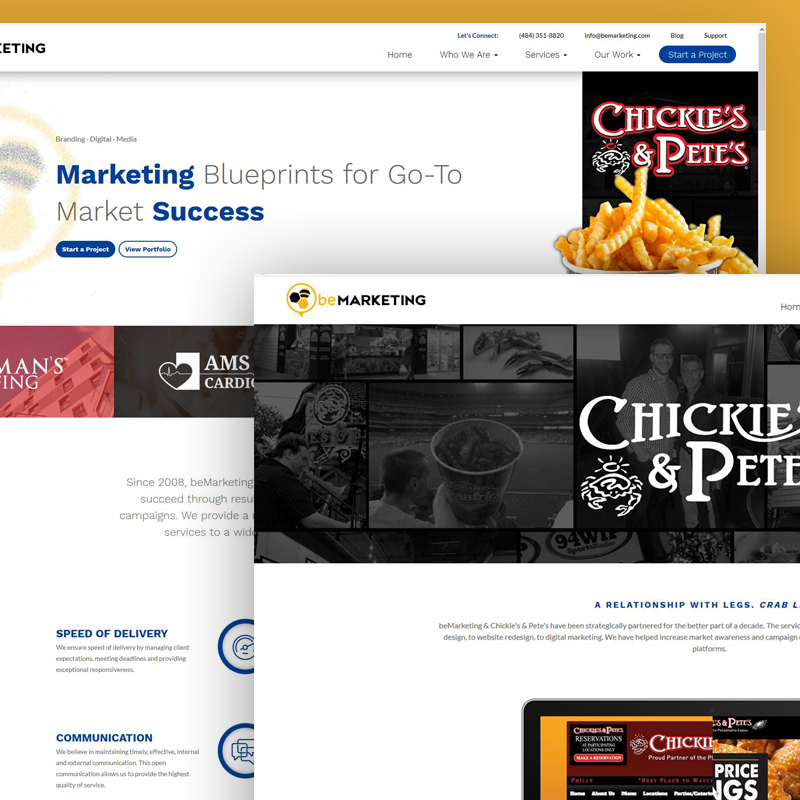 Let's Connect: (484) 351-8820 info@bemarketing.com Blog Support
KETING
Home Who We Are Services Our Work Start a Project
Branding · Digital · Media
Marketing Blueprints for Go-To
Market Success
Start a Project View Portfolio
CHICKIE'S
& PETE'S
MAN'S
FING
AMS
CARDIO
Since 2008, beMarketing
succeed through resu
campaigns. We provide a
services to a wid
SPEED OF DELIVERY
We ensure speed of delivery by managing client
expectations, meeting deadlines and providing
exceptional responsiveness.
COMMUNICATION
We believe in maintaining timely, effective, internal
and external communication. This open
communication allows us to provide the highest
quality of service.
beMARKETING
Hom
CHICKIE'
& PETE
94WIP
SportsRadio
A RELATIONSHIP WITH LEGS. CRAB L
beMarketing & Chickie's & Pete's have been strategically partnered for the better part of a decade. The servic
design, to website redesign, to digital marketing. We have helped increase market awareness and campaign
platforms.
CHICKIE'S & PETE'S
RESERVATIONS
AT PARTICIPATING
LOCATIONS ONLY
MAKE A RESERVATION
CHICKI
Proud Partner of the P
PHILLY "BEST PLACE TO WATC
Home About Us Menu Locations Parties/Caterin
'S & PETE'S
Philadelphia Eagles
PRICE
NGS